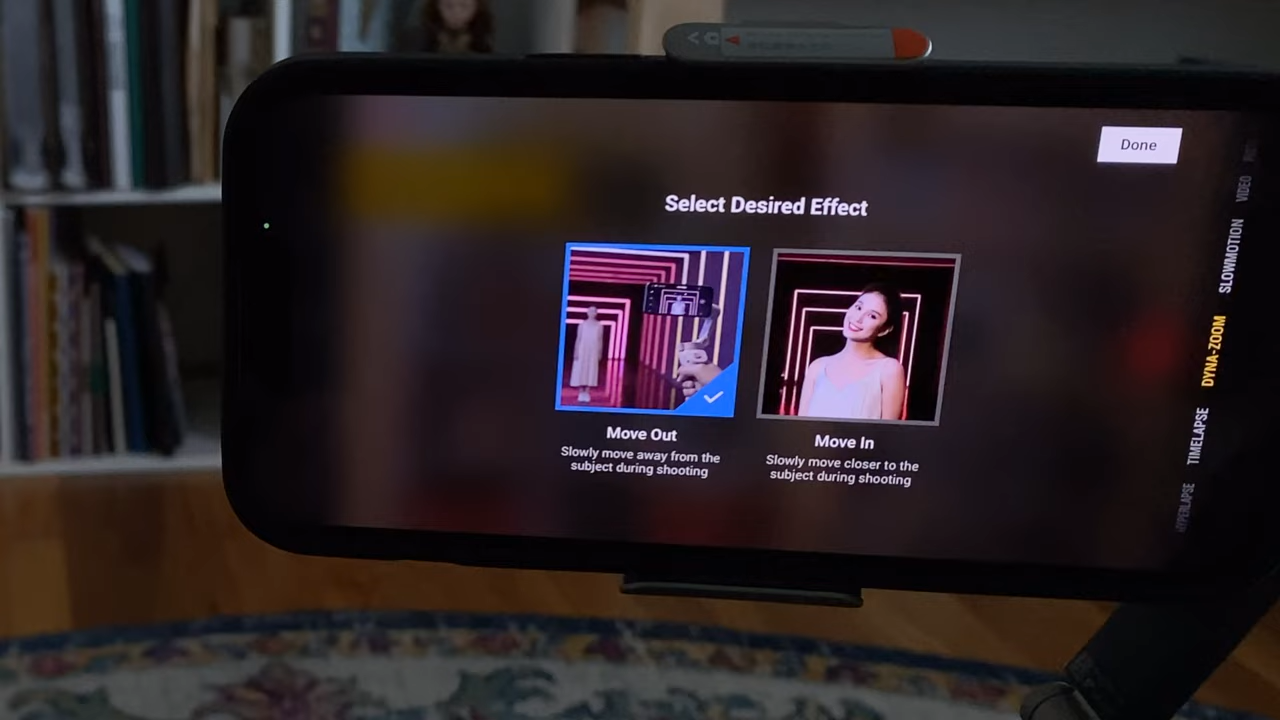 Done
Select Desired Effect
Move Out
Slowly move away from the
subject during shooting
Move In
Slowly move closer to the
subject during shooting
VIDEO
SLOWMOTION
DYNA-ZOOM
TIMELAPSE
HYPERLAPSE